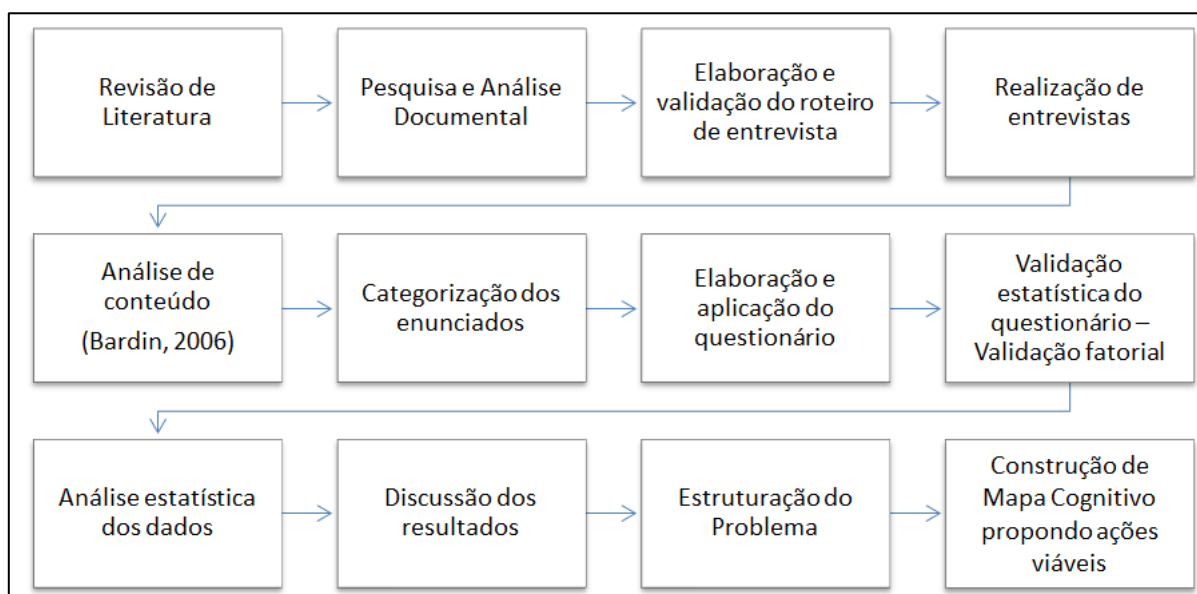 Revisão de
Literatura
Pesquisa e Análise
Documental
Elaboração e
validação do roteiro
de entrevista
Realização de
entrevistas
Análise de
conteúdo
(Bardin, 2006)
Categorização dos
enunciados
Elaboração e
aplicação do
questionário
Validação
estatística do
questionário –
Validação fatorial
Análise estatística
dos dados
Discussão dos
resultados
Estruturação do
Problema
Construção de
Mapa Cognitivo
propondo ações
viáveis